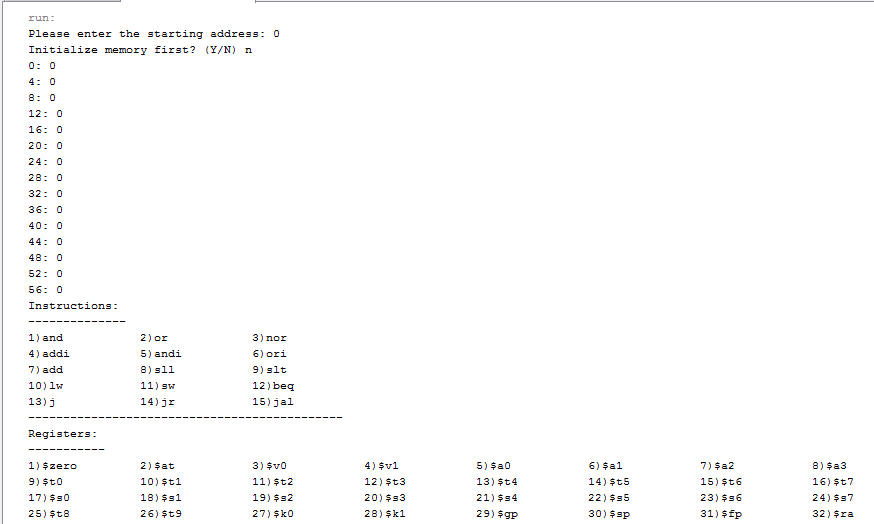 run:
Please enter the starting address: 0
Initialize memory first? (Y/N) n
0: 0
4: 0
8: 0
12: 0
16: 0
20: 0
24: 0
28: 0
32: 0
36: 0
40: 0
44: 0
48: 0
52: 0
56: 0
Instructions:
--------------
1)and 2)or 3)nor
4)addi 5)andi 6)ori
7)add 8)sll 9)slt
10)lw 11)sw 12)beq
13)j 14)jr 15)jal
---------------------------------------------
Registers:
-----------
1)$zero 2)$at 3)$v0 4)$v1 5)$a0 6)$a1 7)$a2 8)$a3
9)$t0 10)$t1 11)$t2 12)$t3 13)$t4 14)$t5 15)$t6 16)$t7
17)$s0 18)$s1 19)$s2 20)$s3 21)$s4 22)$s5 23)$s6 24)$s7
25)$t8 26)$t9 27)$k0 28)$k1 29)$gp 30)$sp 31)$fp 32)$ra